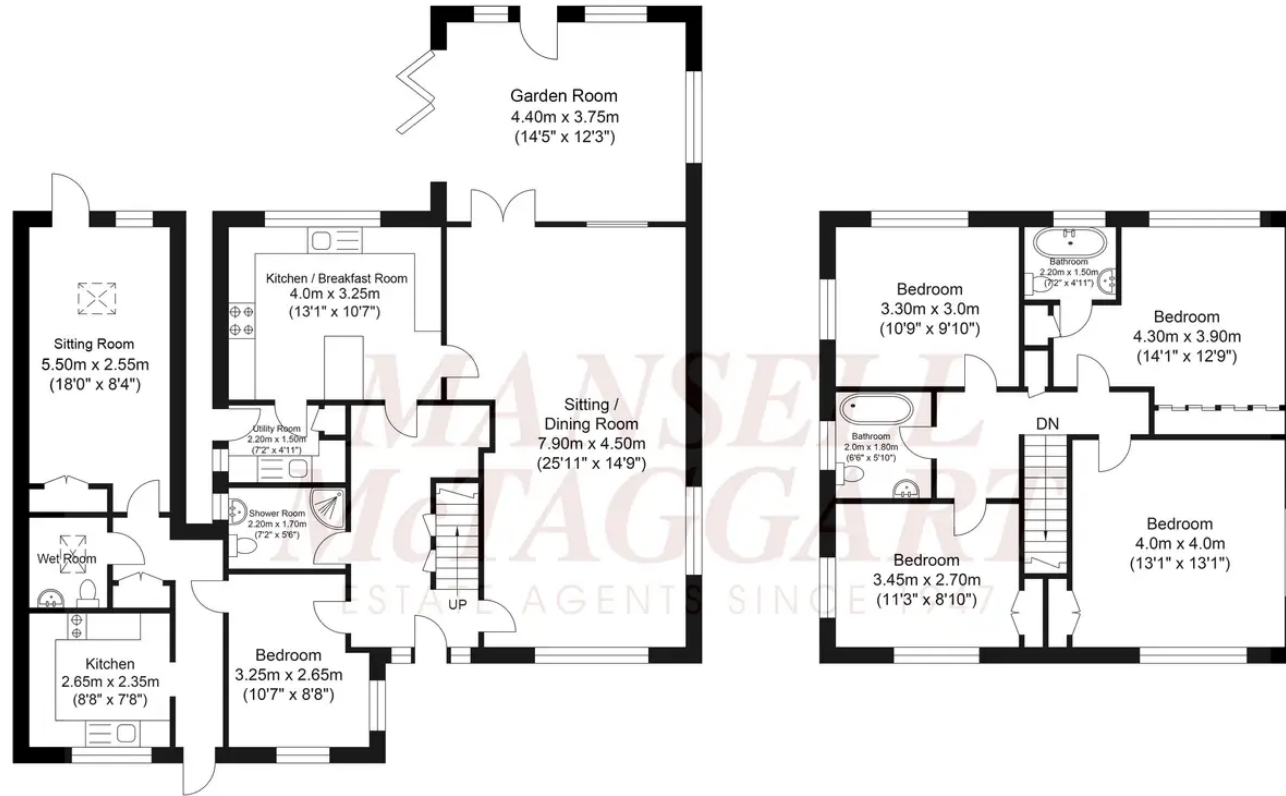 Garden Room
4.40m x 3.75m
(14'5" x 12'3")
Kitchen / Breakfast Room
4.0m x 3.25m
(13'1" x 10'7")
Sitting Room
5.50m x 2.55m
(18'0" x 8'4")
Sitting /
Dining Room
7.90m x 4.50m
(25'11" x 14'9")
Utility Room
2.20m x 1.50m
(7'2" x 4'11")
Shower Room
2.20m x 1.70m
(7'2" x 5'6")
Wet Room
UP
Kitchen
2.65m x 2.35m
(8'8" x 7'8")
Bedroom
3.25m x 2.65m
(10'7" x 8'8")
Bathroom
2.20m x 1.50m
(7'2" x 4'11")
Bedroom
3.30m x 3.0m
(10'9" x 9'10")
Bedroom
4.30m x 3.90m
(14'1" x 12'9")
DN
Bathroom
2.0m x 1.80m
(6'6" x 5'10")
Bedroom
3.45m x 2.70m
(11'3" x 8'10")
Bedroom
4.0m x 4.0m
(13'1" x 13'1")
MANSELL
McTAGGART
ESTATE AGENTS SINCE 1947